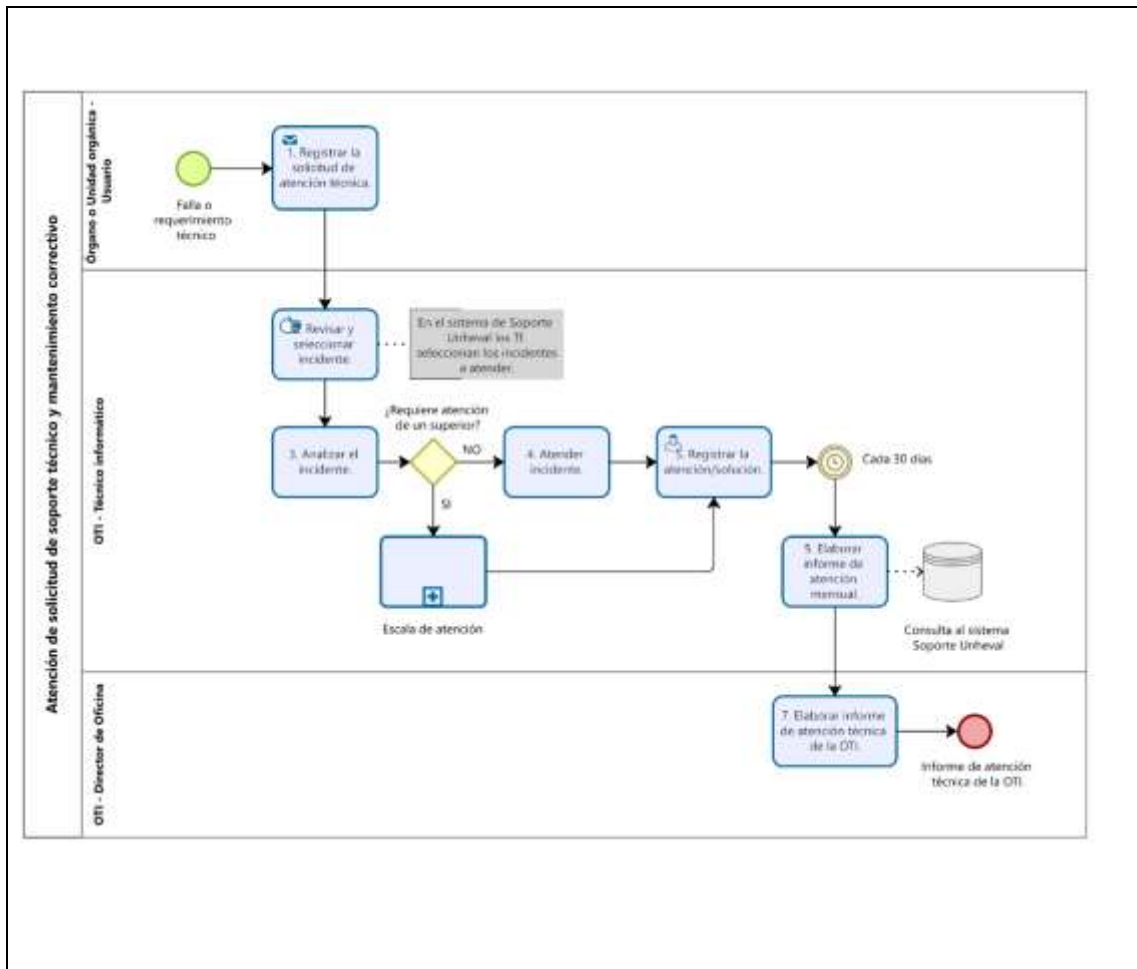 Atención de solicitud de soporte técnico y mantenimiento correctivo
Órgano o Unidad orgánica -
Usuario
Falla o
requerimiento
técnico
1. Registrar la
solicitud de
atención técnica.
OTI - Técnico informático
Revisar y
seleccionar
incidente.
En el sistema de Soporte
Unheval los TI
seleccionan los incidentes
a atender.
3. Analizar el
incidente.
¿Requiere atención
de un superior?
NO
SI
4. Atender
incidente.
5. Registrar la
atención/solución.
Cada 30 días
Escala de atención
5. Elaborar
informe de
atención
mensual.
Consulta al sistema
Soporte Unheval
OTI - Director de Oficina
7. Elaborar informe
de atención técnica
de la OTI.
Informe de atención
técnica de la OTI.